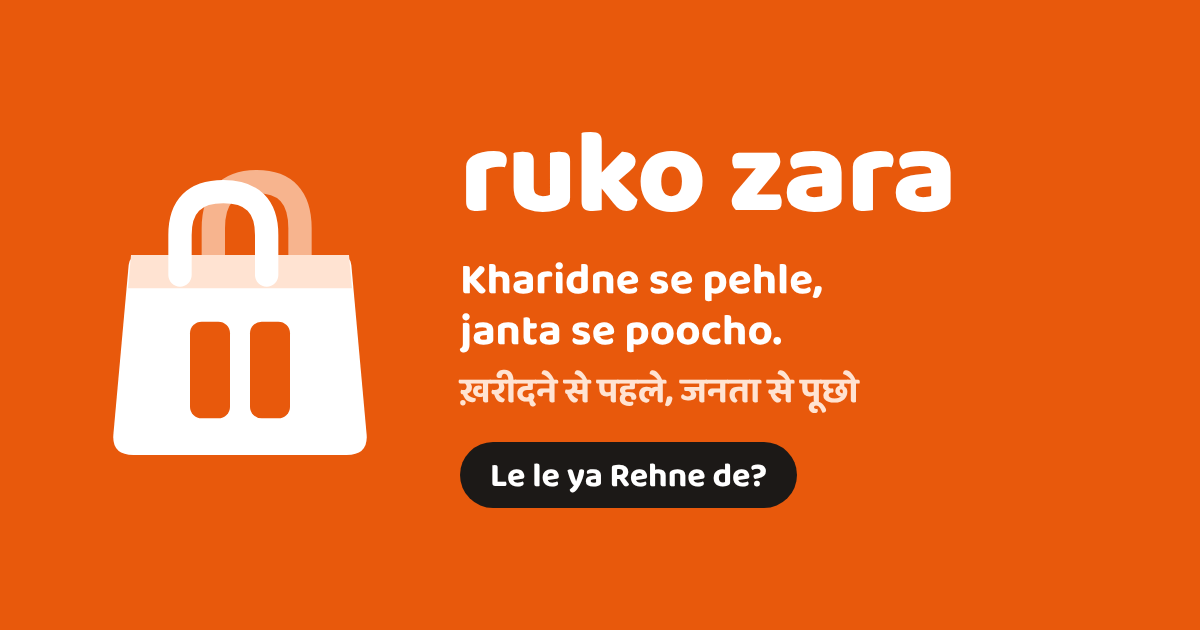 ruko zara
Kharidne se pehle,
janta se poocho.
ख़रीदने से पहले, जनता से पूछो
Le le ya Rehne de?